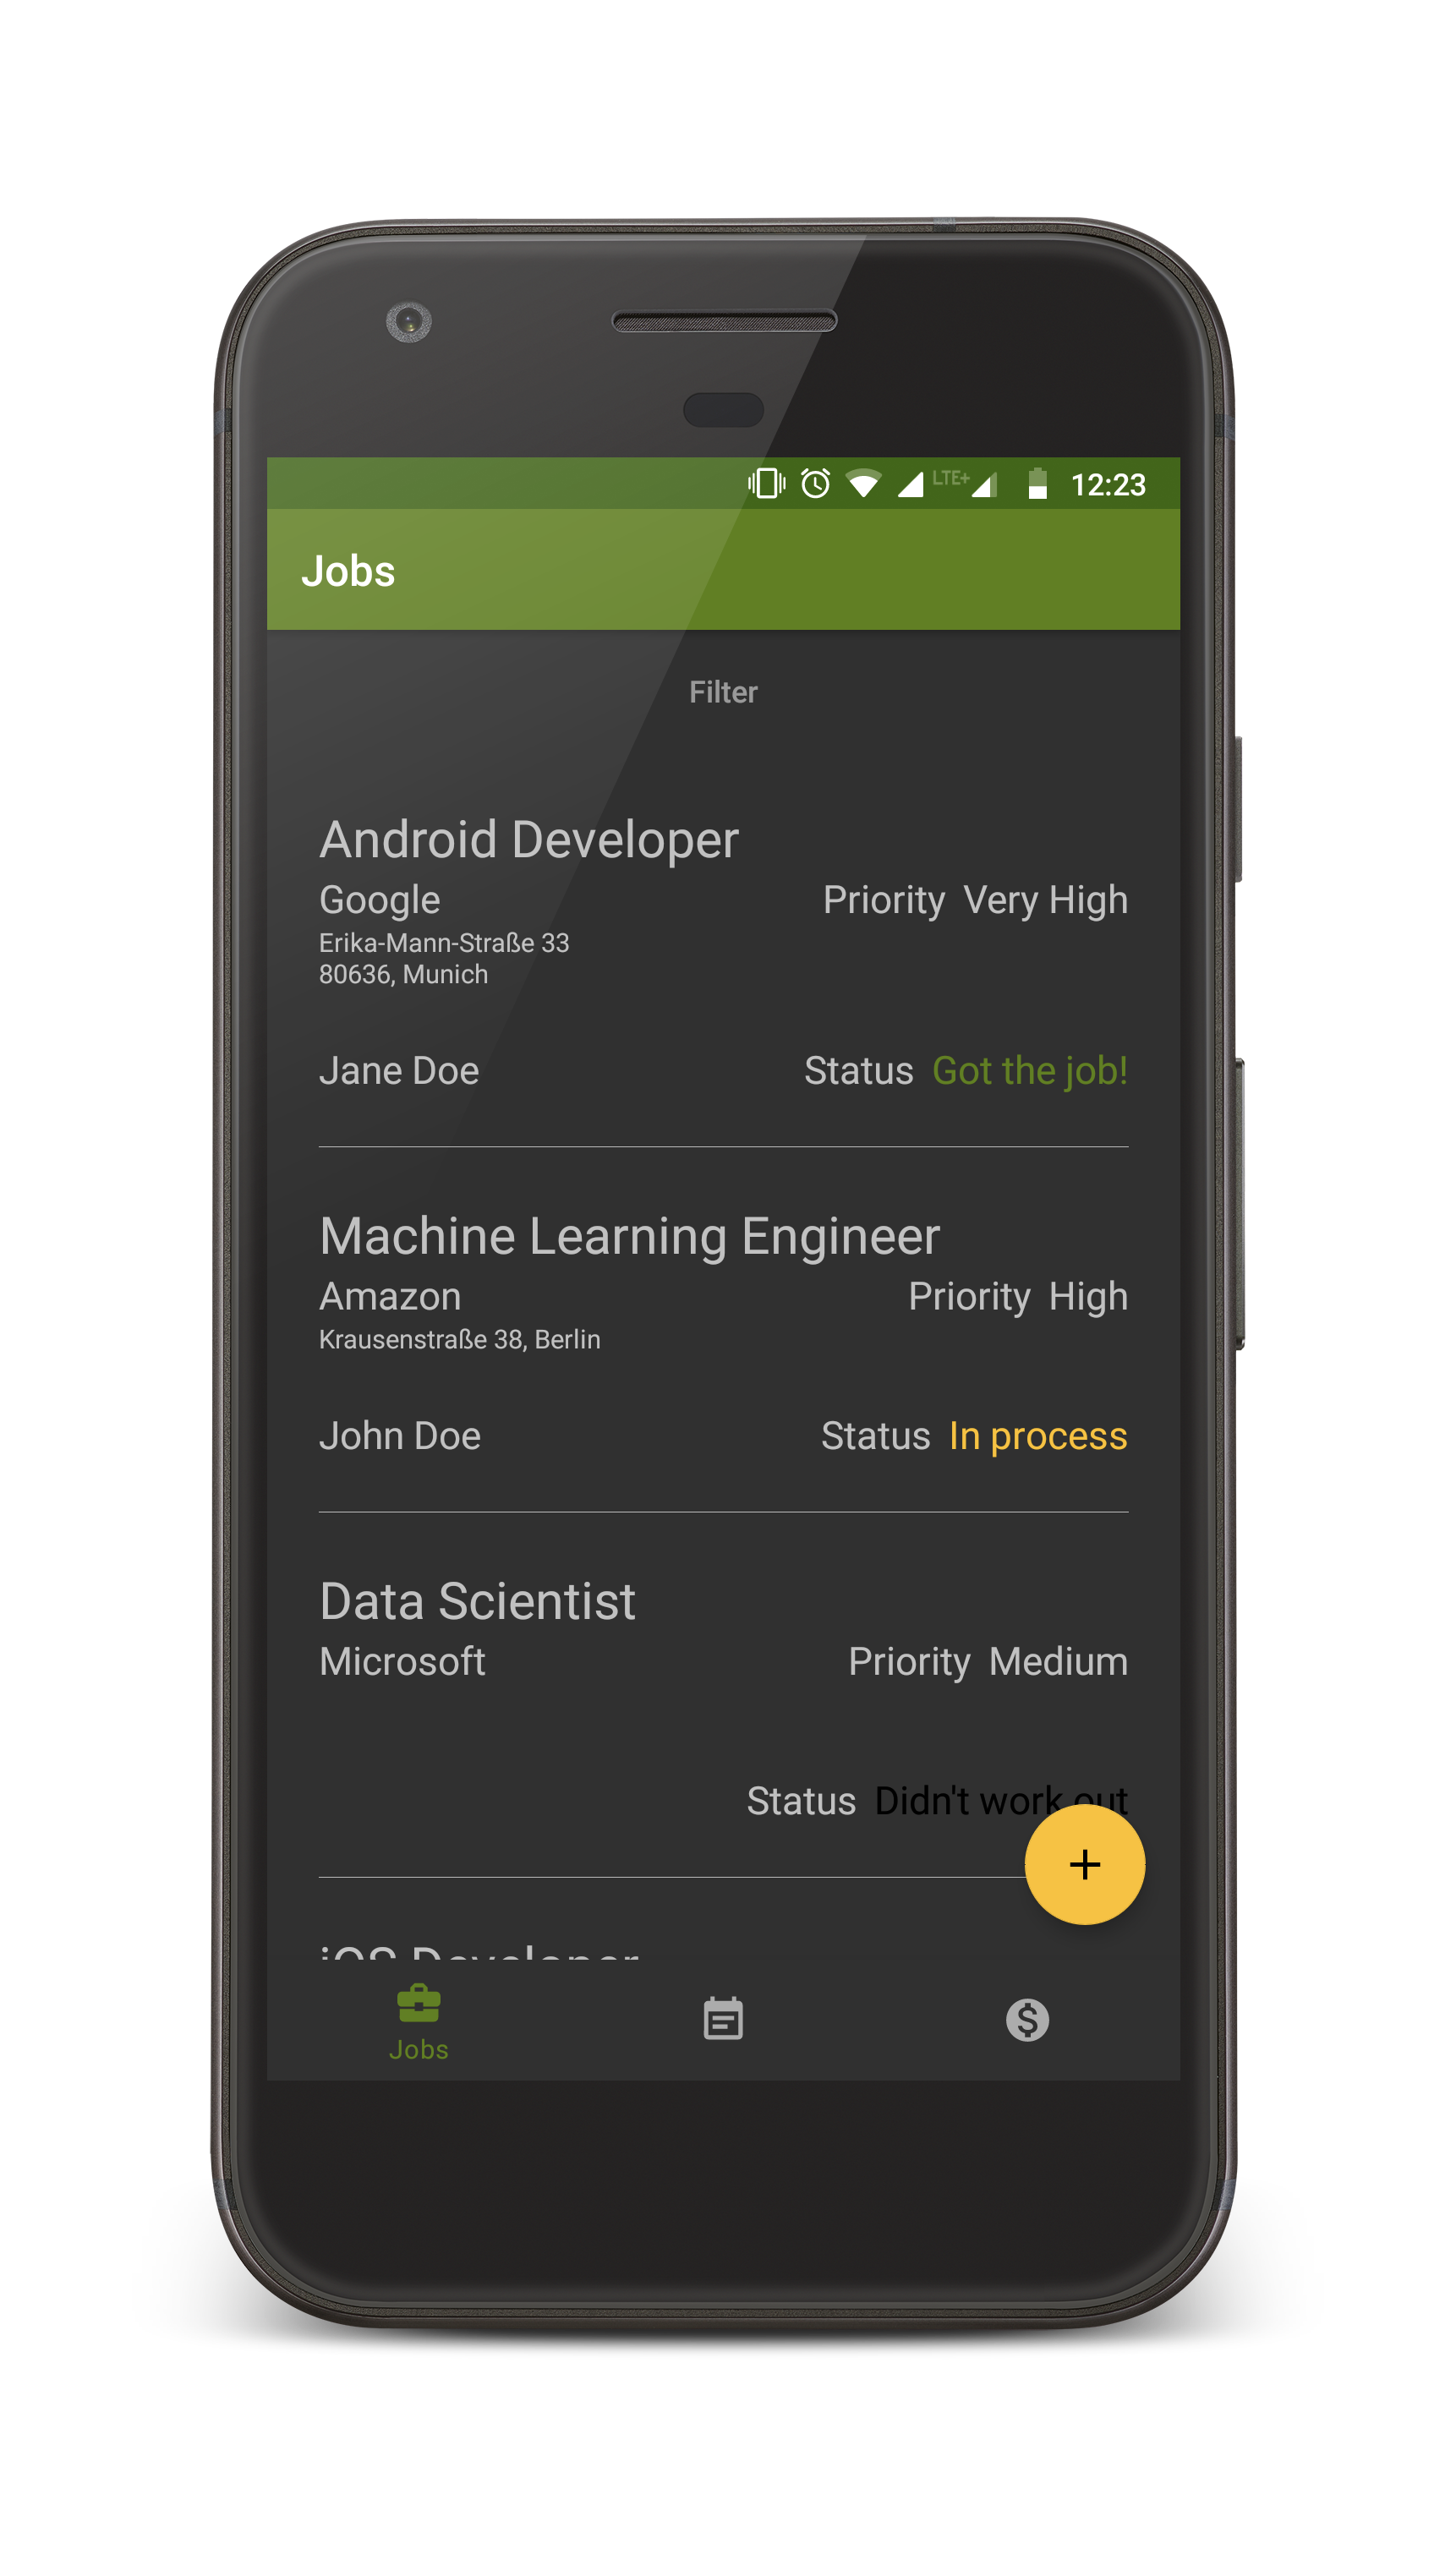 LTE+ 12:23
Jobs
Filter
Android Developer
Google Priority Very High
Erika-Mann-Straße 33
80636, Munich
Jane Doe Status Got the job!
Machine Learning Engineer
Amazon Priority High
Krausenstraße 38, Berlin
John Doe Status In process
Data Scientist
Microsoft Priority Medium
Status Didn't work out
iOS Developer
Jobs